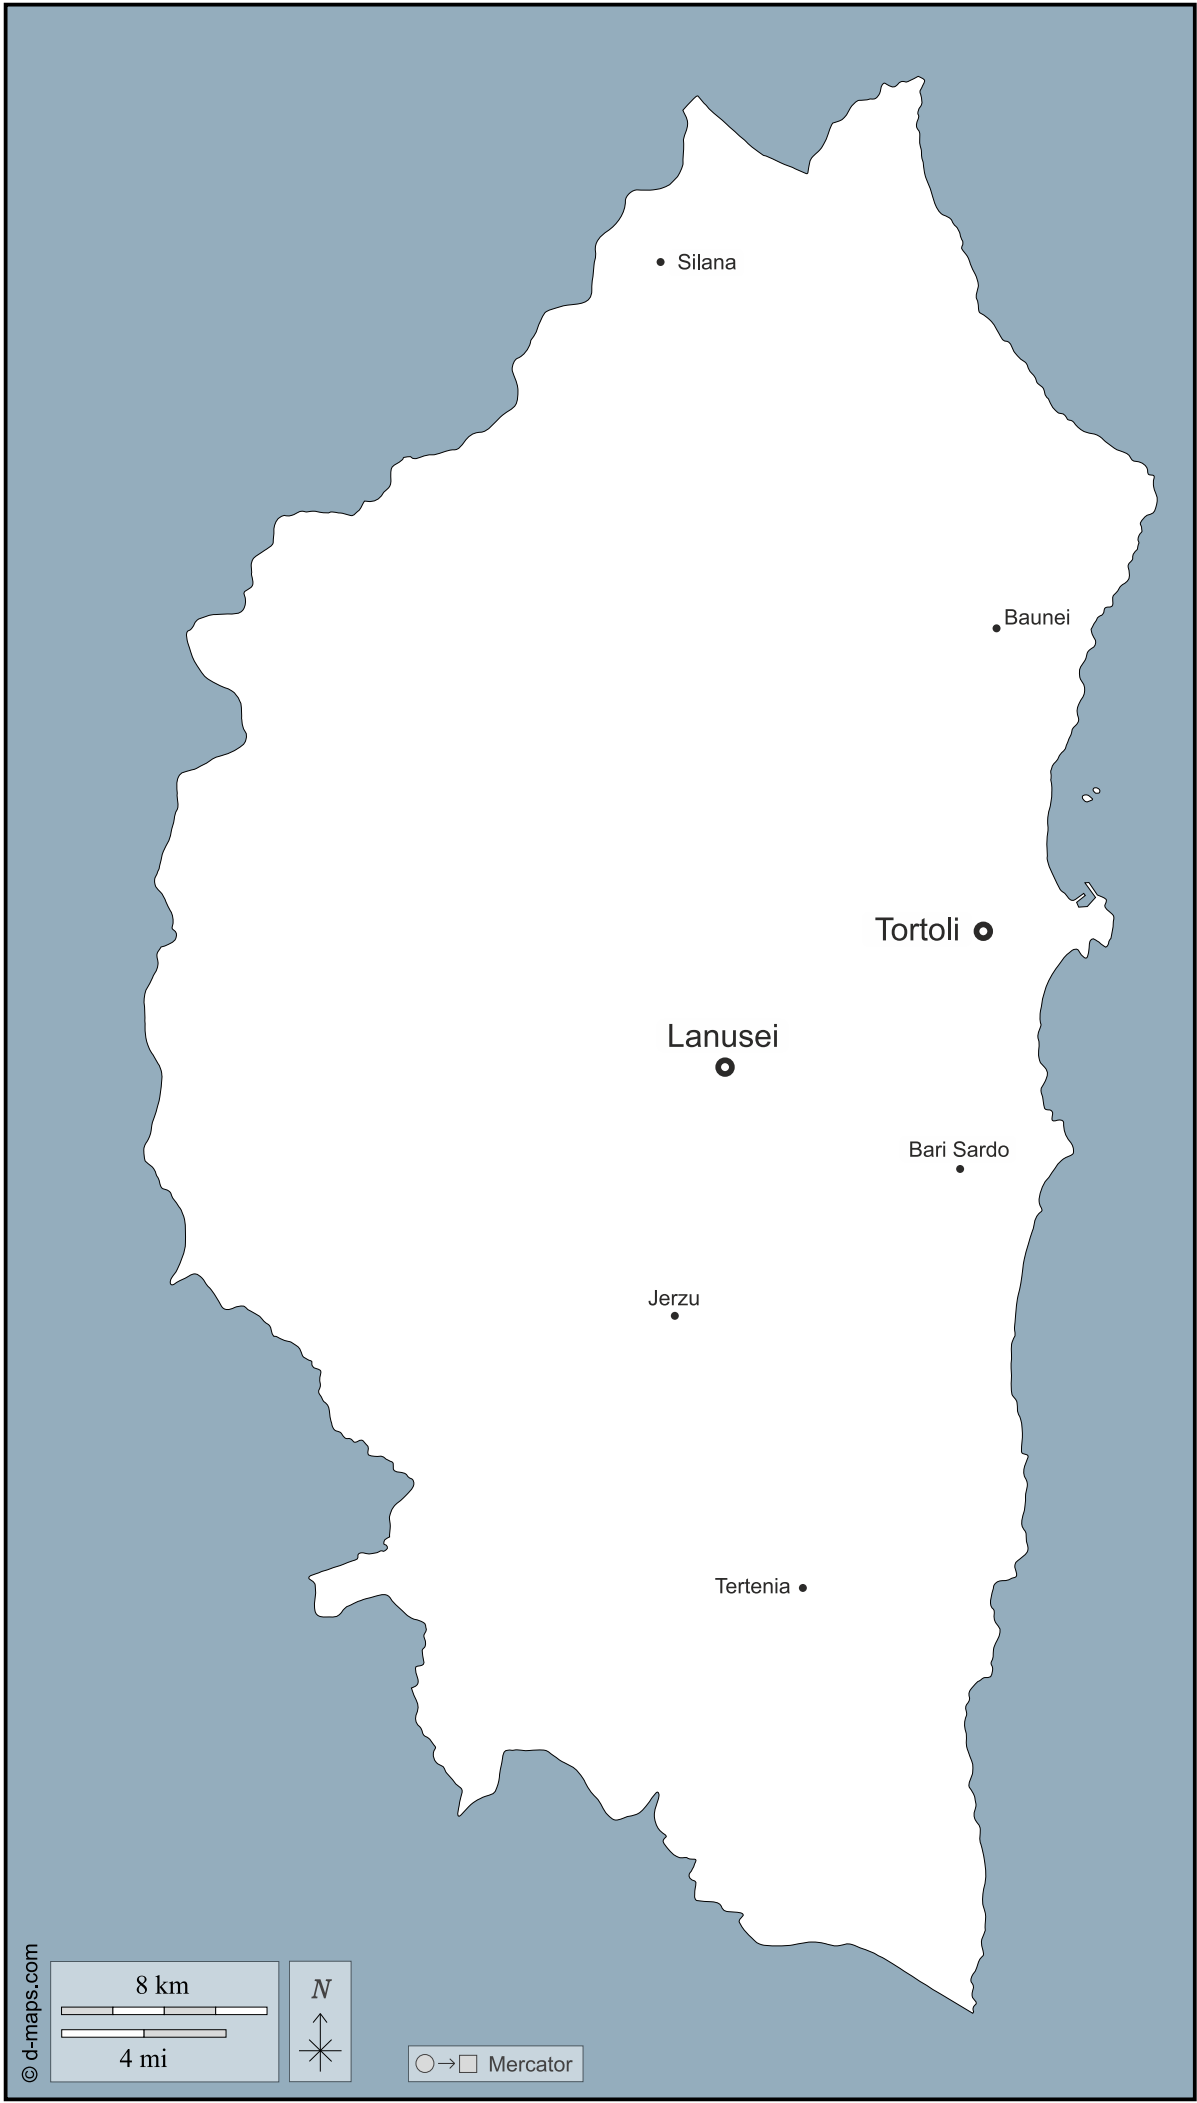 Silana
Baunei
Tortoli
Lanusei
Bari Sardo
Jerzu
Tertenia
© d-maps.com
8 km
4 mi
N
Mercator